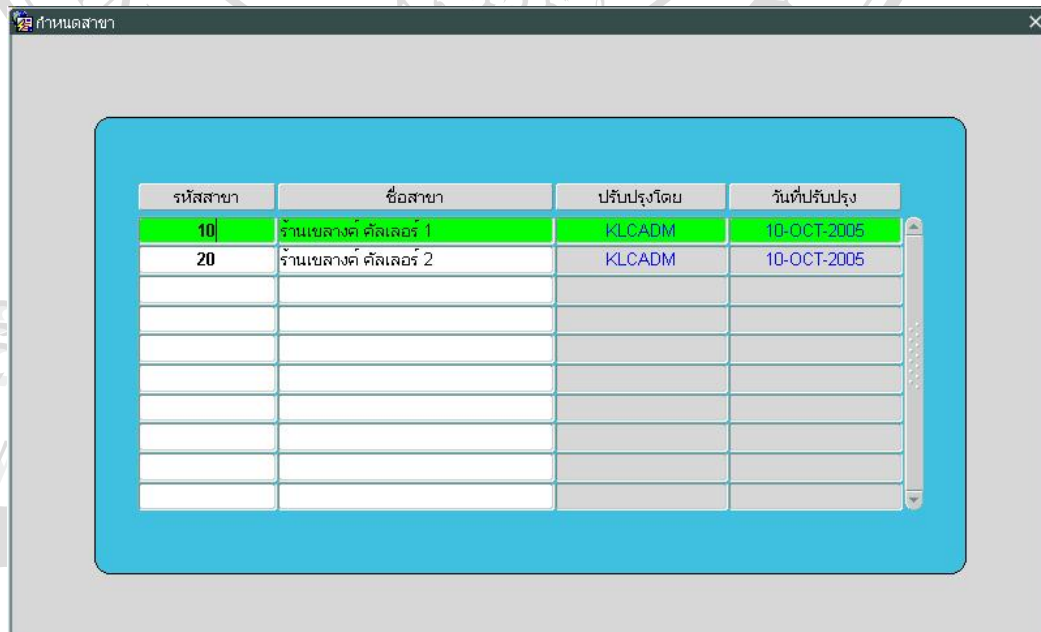 กำหนดสาขา
รหัสสาขา ชื่อสาขา ปรับปรุงโดย วันที่ปรับปรุง
10 ร้านเขลางค์ คัลเลอร์ 1 KLCADM 10-OCT-2005
20 ร้านเขลางค์ คัลเลอร์ 2 KLCADM 10-OCT-2005